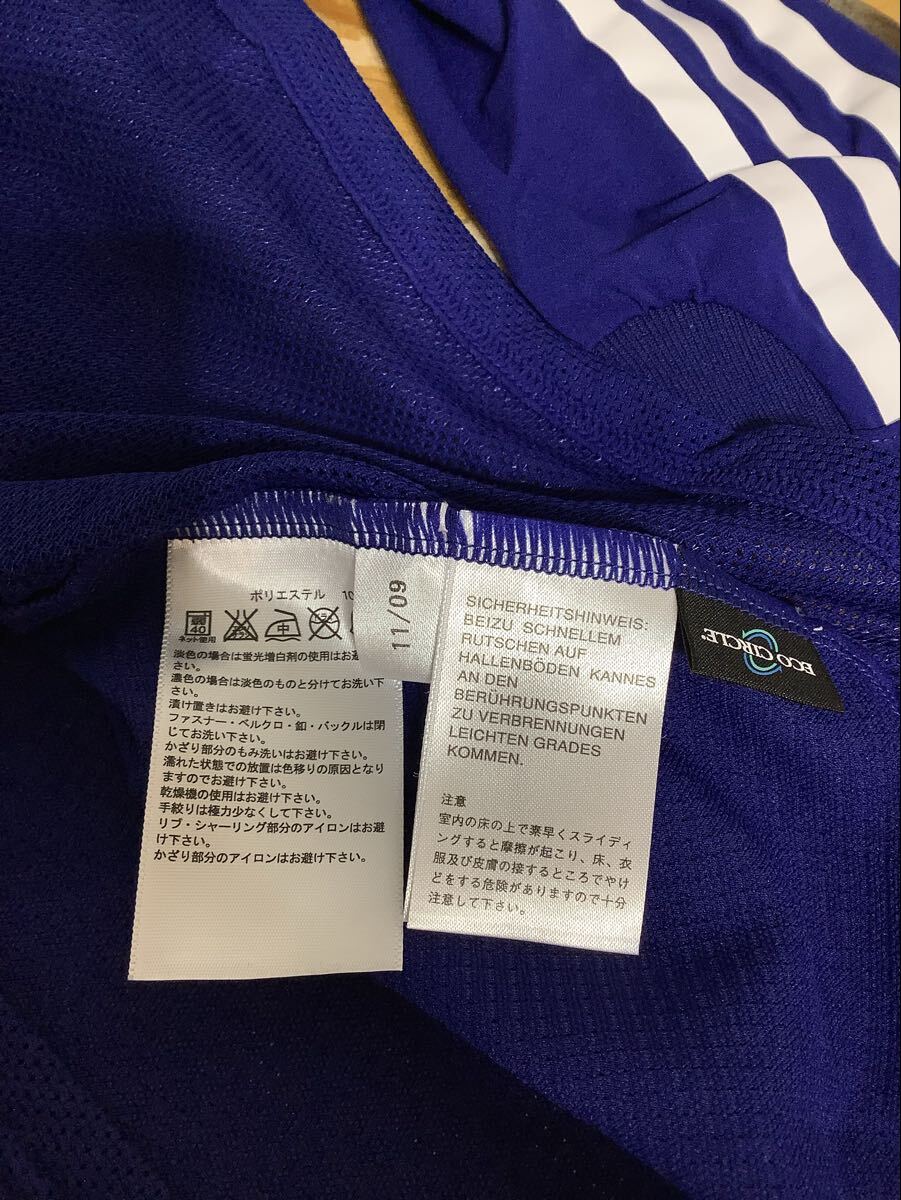 ポリエステル 10
40
ネット使用
中
淡色の場合は蛍光増白剤の使用はお避
さい。
濃色の場合は淡色のものと分けてお洗い下
さい。
漬け置きはお避け下さい。
ファスナー・ベルクロ・釦・バックルは閉
じてお洗い下さい。
かざり部分のもみ洗いはお避け下さい。
濡れた状態での放置は色移りの原因となり
ますのでお避け下さい。
乾燥機の使用はお避け下さい。
手絞りは極力少なくして下さい。
リブ・シャーリング部分のアイロンはお避
け下さい。
かざり部分のアイロンはお避け下さい。
11/09
SICHERHEITSHINWEIS:
BEIZU SCHNELLEM
RUTSCHEN AUF
HALLENBÖDEN KANNES
AN DEN
BERÜHRUNGSPUNKTEN
ZU VERBRENNUNGEN
LEICHTEN GRADES
KOMMEN.
注意
室内の床の上で素早くスライディ
ングすると摩擦が起こり、床、衣
服及び皮膚の接するところでやけ
どをする危険がありますので十分
注意して下さい。
ECO CIRCLE®